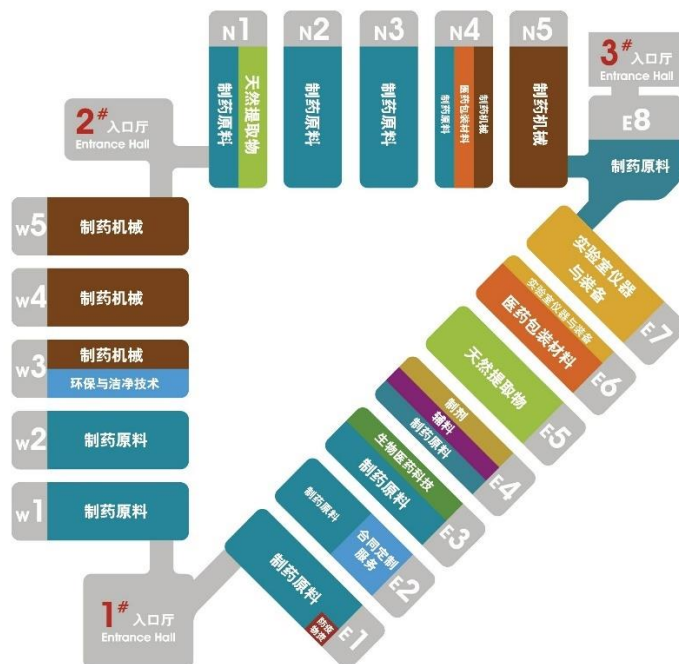 N1
制药原料
天然提取物
N2
制药原料
N3
制药原料
N4
制药原料
医药包装材料
制药机械
N5
制药机械
3# 入口厅
Entrance Hall
E8
制药原料
2# 入口厅
Entrance Hall
W5
制药机械
W4
制药机械
W3
制药机械
环保与洁净技术
W2
制药原料
W1
制药原料
1# 入口厅
Entrance Hall
实验室仪器
与装备
E7
实验室仪器与装备
医药包装材料
E6
天然提取物
E5
制剂
辅料
制药原料
E4
生物医药科技
制药原料
E3
制药原料
合同定制
服务
E2
制药原料
防疫
物资
E1